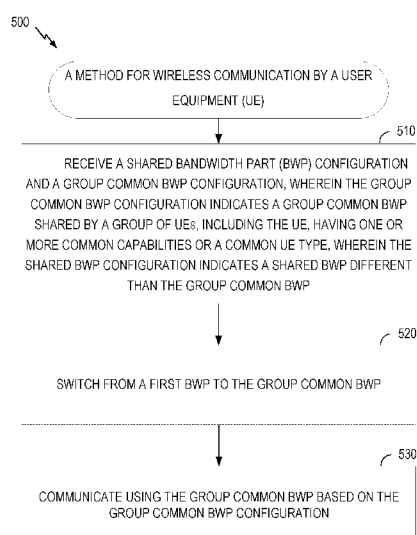 500
A METHOD FOR WIRELESS COMMUNICATION BY A USER
EQUIPMENT (UE)
510
RECEIVE A SHARED BANDWIDTH PART (BWP) CONFIGURATION
AND A GROUP COMMON BWP CONFIGURATION, WHEREIN THE GROUP
COMMON BWP CONFIGURATION INDICATES A GROUP COMMON BWP
SHARED BY A GROUP OF UEs, INCLUDING THE UE, HAVING ONE OR
MORE COMMON CAPABILITIES OR A COMMON UE TYPE, WHEREIN THE
SHARED BWP CONFIGURATION INDICATES A SHARED BWP DIFFERENT
THAN THE GROUP COMMON BWP
520
SWITCH FROM A FIRST BWP TO THE GROUP COMMON BWP
530
COMMUNICATE USING THE GROUP COMMON BWP BASED ON THE
GROUP COMMON BWP CONFIGURATION